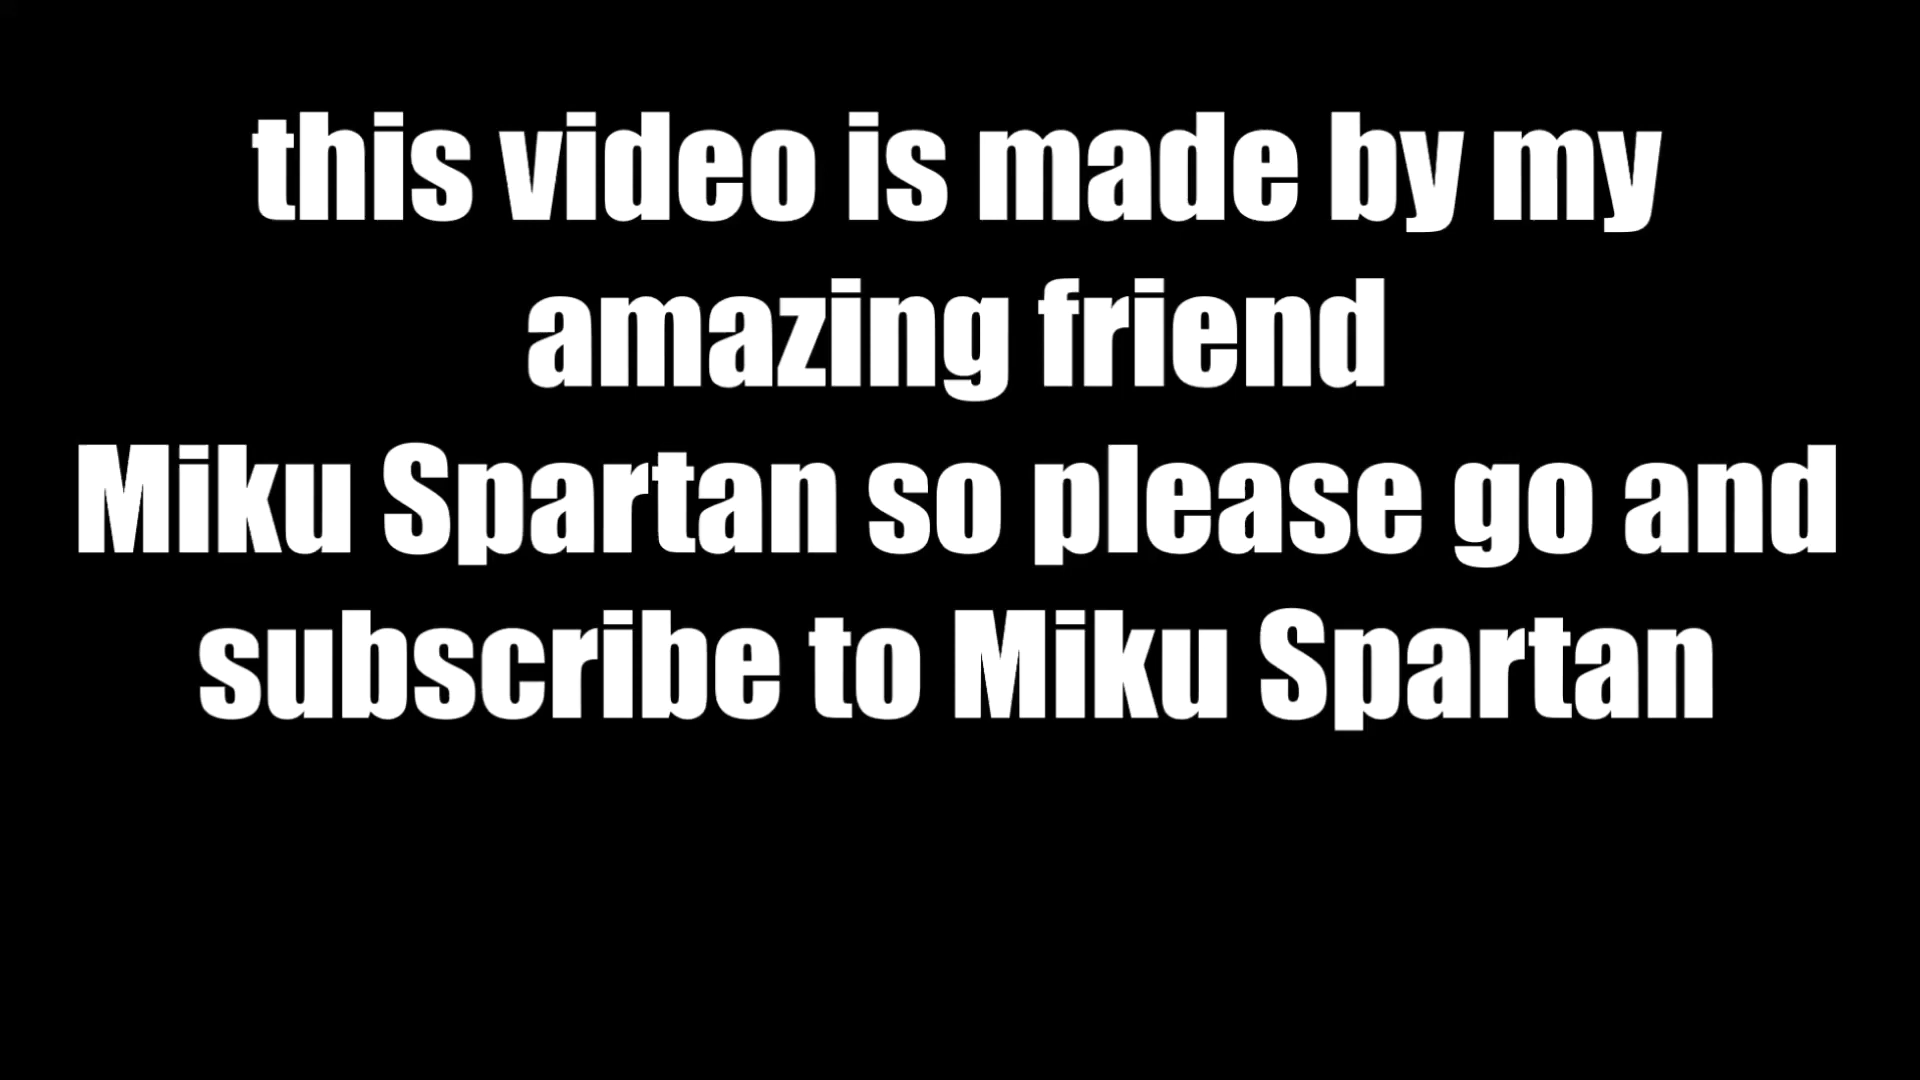 this video is made by my
amazing friend
Miku Spartan so please go and
subscribe to Miku Spartan